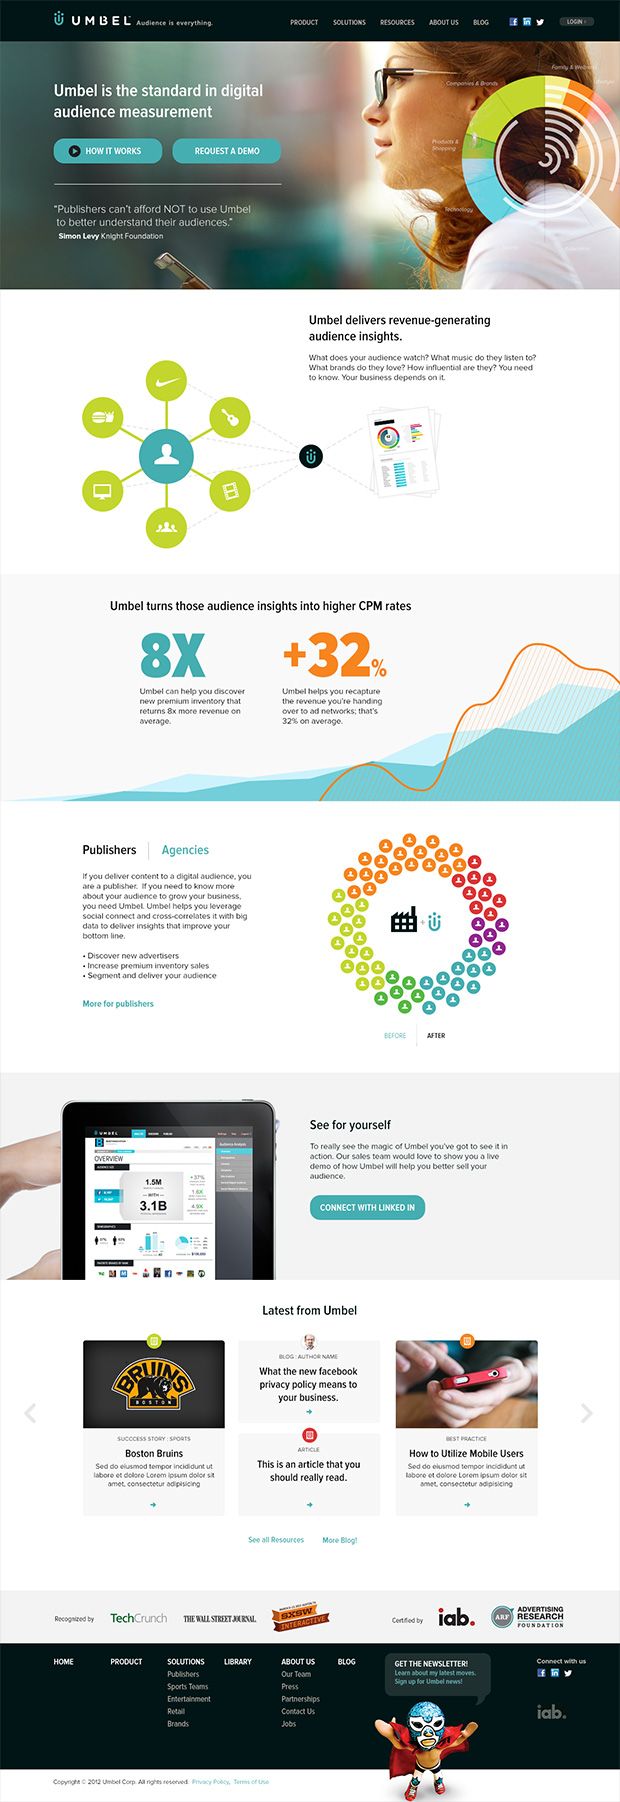 UMBEL Audience is everything.
PRODUCT SOLUTIONS RESOURCES ABOUT US BLOG LOGIN
Umbel is the standard in digital
audience measurement
HOW IT WORKS
REQUEST A DEMO
“Publishers can’t afford NOT to use Umbel
to better understand their audiences.”
Simon Levy Knight Foundation
Companies & Brands
Products &
Shopping
Technology
Umbel delivers revenue-generating
audience insights.
What does your audience watch? What music do they listen to?
What brands do they love? How influential are they? You need
to know. Your business depends on it.
Umbel turns those audience insights into higher CPM rates
8X
Umbel can help you discover
new premium inventory that
returns 8x more revenue on
average.
+32%
Umbel helps you recapture
the revenue you’re handing
over to ad networks; that’s
32% on average.
Publishers
Agencies
If you deliver content to a digital audience, you
are a publisher. If you need to know more
about your audience to grow your business,
you need Umbel. Umbel helps you leverage
social connect and cross-correlates it with big
data to deliver insights that improve your
bottom line.
• Discover new advertisers
• Increase premium inventory sales
• Segment and deliver your audience
More for publishers
BEFORE
AFTER
UMBEL
OVERVIEW
1.5M
WITH
3.1B
+37%
1.6X
4.5X
See for yourself
To really see the magic of Umbel you’ve got to see it in
action. Our sales team would love to show you a live
demo of how Umbel will help you better sell your
audience.
CONNECT WITH LINKED IN
Latest from Umbel
BRUINS
BOSTON
SUCCCESS STORY : SPORTS
Boston Bruins
Sed do eiusmod tempor incididunt ut
labore et dolore Lorem ipsum dolor sit
amet, consectetur adipisicing
BLOG : AUTHOR NAME
What the new facebook
privacy policy means to
your business.
ARTICLE
This is an article that you
should really read.
BEST PRACTICE
How to Utilize Mobile Users
Sed do eiusmod tempor incididunt ut
labore et dolore Lorem ipsum dolor sit
amet, consectetur adipisicing
See all Resources
More Blog!
Recognized by
TechCrunch
THE WALL STREET JOURNAL.
SXSW
INTERACTIVE
Certified by
iab.
ARF
ADVERTISING
RESEARCH
FOUNDATION
HOME
PRODUCT
SOLUTIONS
Publishers
Sports Teams
Entertainment
Retail
Brands
LIBRARY
ABOUT US
Our Team
Press
Partnerships
Contact Us
Jobs
BLOG
GET THE NEWSLETTER!
Learn about my latest moves.
Sign up for Umbel news!
Connect with us
iab.
Copyright © 2012 Umbel Corp. All rights reserved. Privacy Policy, Terms of Use